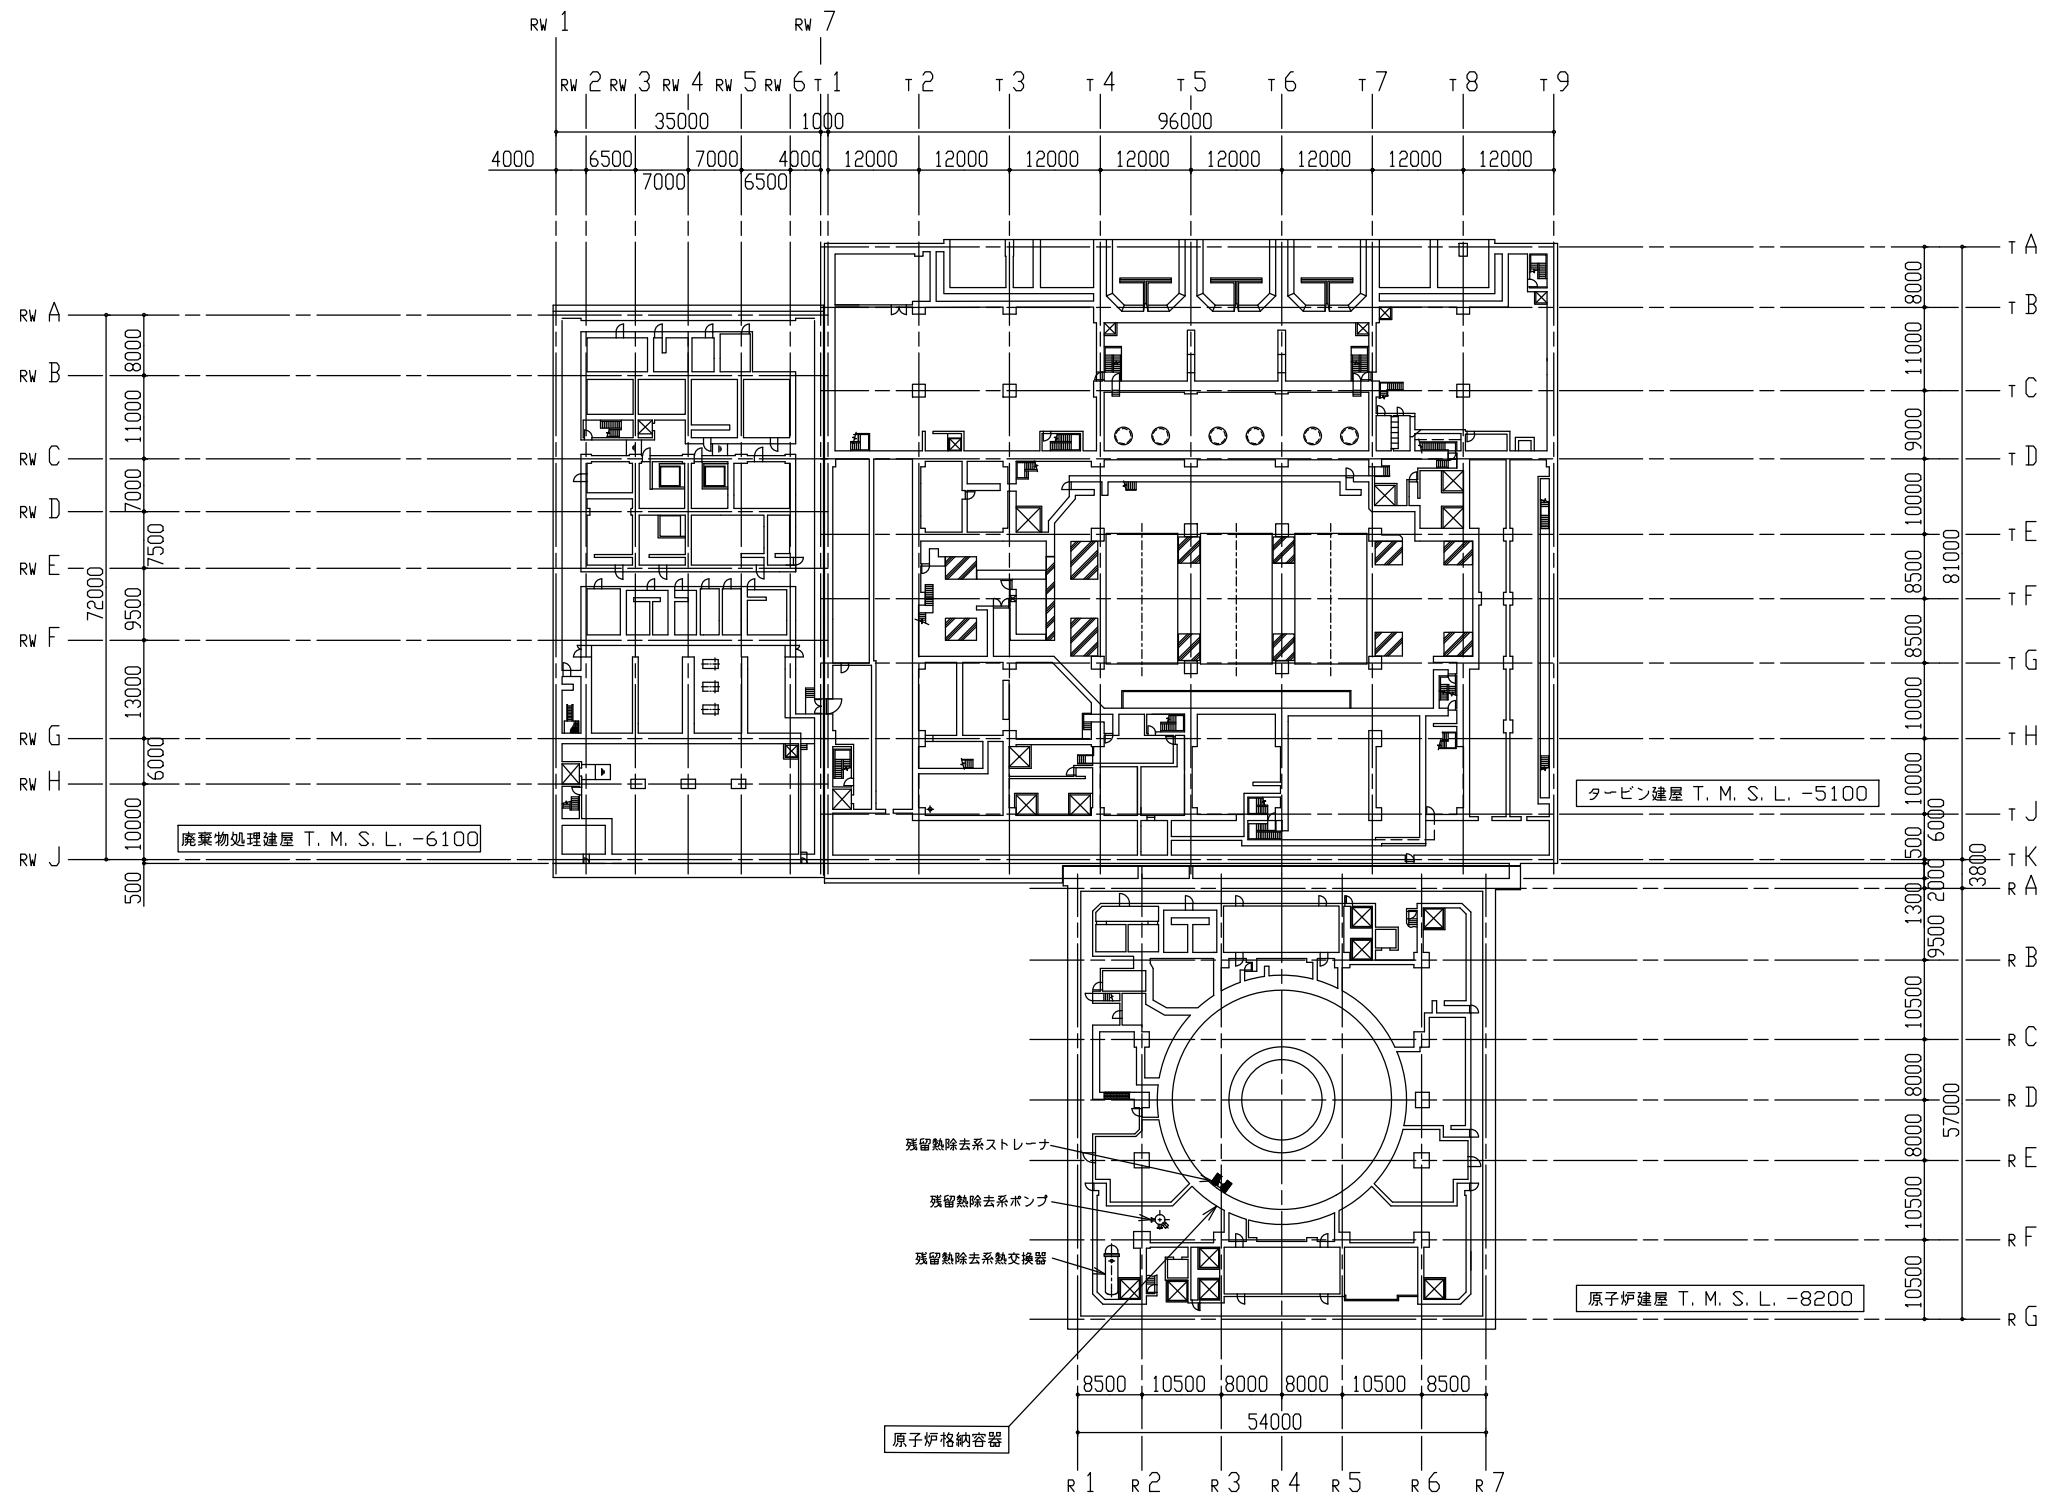 RW 1
RW 7
RW 2 RW 3 RW 4 RW 5 RW 6 T 1 T 2 T 3 T 4 T 5 T 6 T 7 T 8 T 9
35000 1000 96000
4000 6500 7000 4000 12000 12000 12000 12000 12000 12000 12000 12000
7000 6500
RW A
RW B
RW C
RW D
RW E
RW F
RW G
RW H
RW J
8000
11000
7000
7500
9500
13000
6000
10000
500
72000
廃棄物処理建屋 T. M. S. L. -6100
T A
T B
T C
T D
T E
T F
T G
T H
T J
T K
R A
R B
R C
R D
R E
R F
R G
8000
11000
9000
10000
8500
8500
10000
10000
6000
500
2000
1300
9500
10500
8000
8000
10500
10500
81000
3800
57000
タービン建屋 T. M. S. L. -5100
残留熱除去系ストレーナ
残留熱除去系ポンプ
残留熱除去系熱交換器
原子炉建屋 T. M. S. L. -8200
原子炉格納容器
8500 10500 8000 8000 10500 8500
54000
R 1 R 2 R 3 R 4 R 5 R 6 R 7